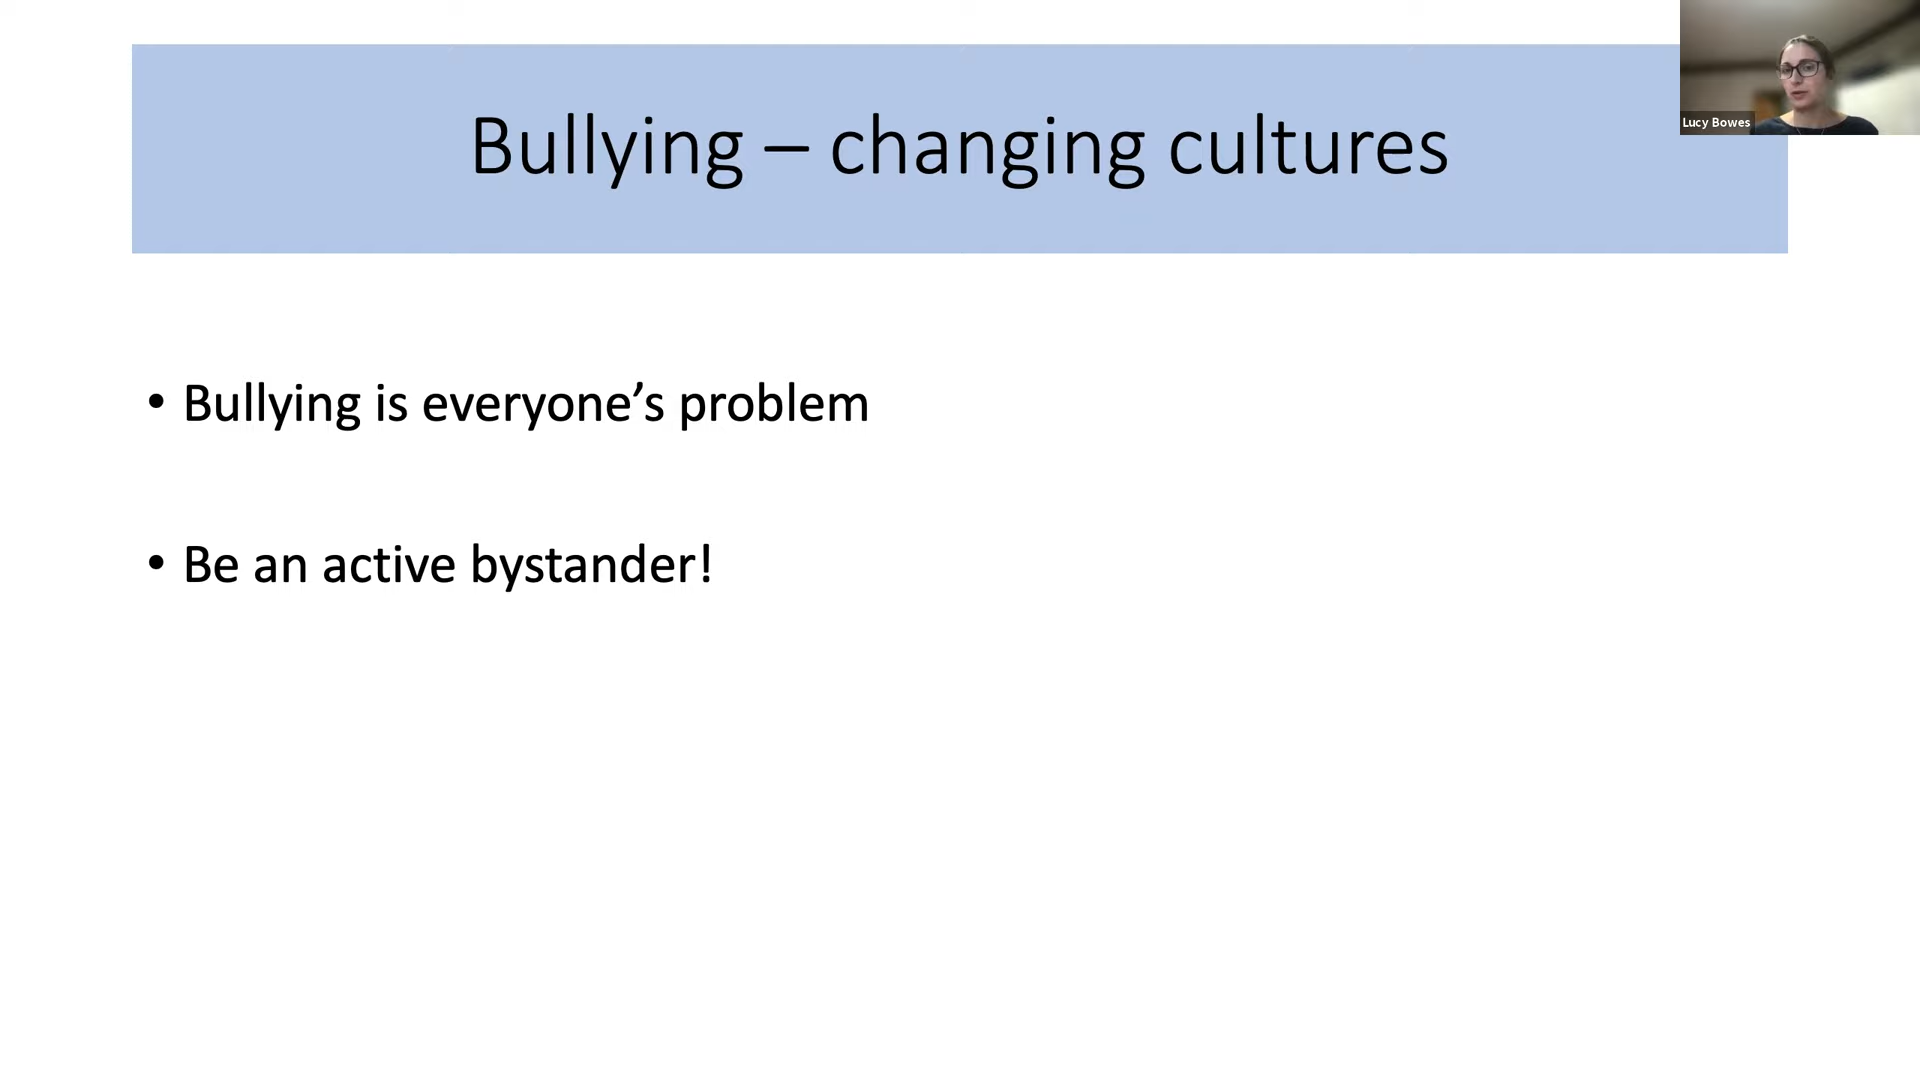 Bullying – changing cultures
Lucy Bowes
• Bullying is everyone’s problem
• Be an active bystander!